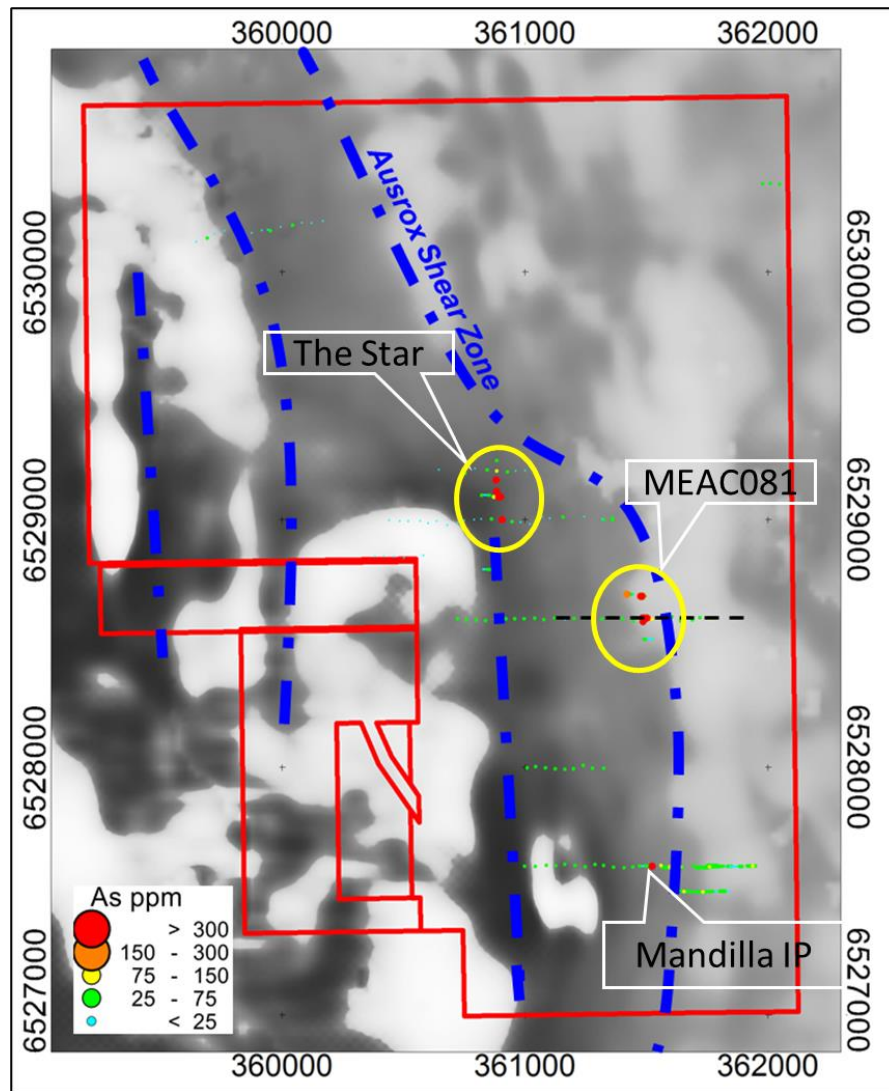 360000 361000 362000
Ausrox Shear Zone
6530000
6530000
The Star
MEAC081
6529000
6529000
6528000
6528000
Mandilla IP
6527000
6527000
As ppm
> 300
150 - 300
75 - 150
25 - 75
< 25
360000 361000 362000